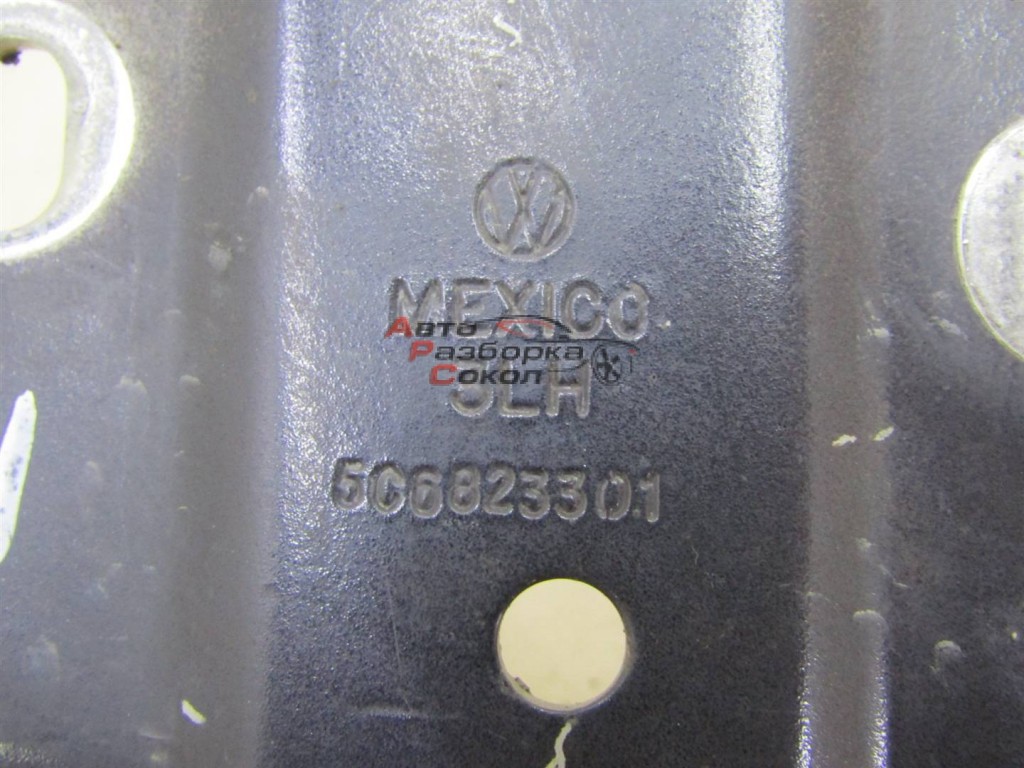 MEXICO
Авто
Разборка
Сокол
5C6823301